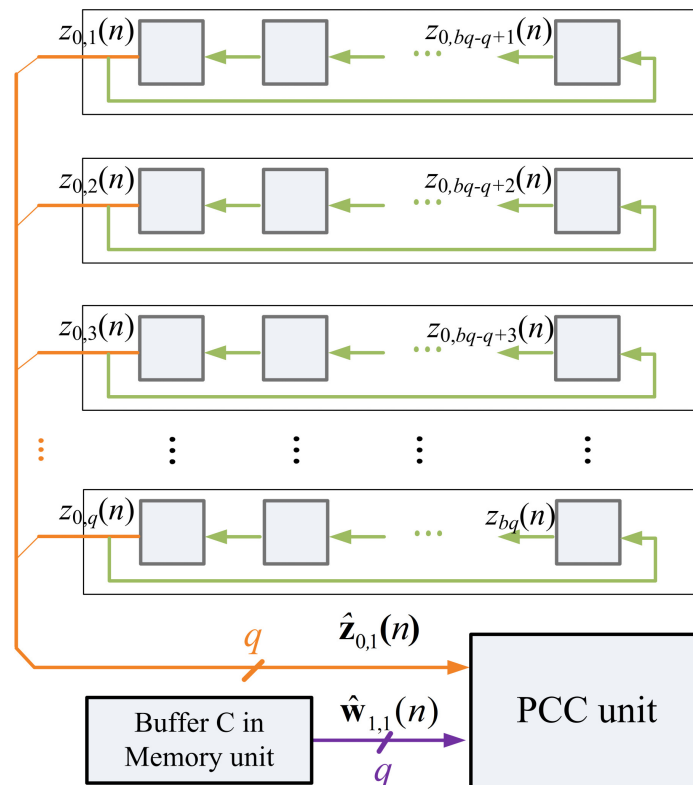 z0,1(n) z0,bq-q+1(n)
z0,2(n) z0,bq-q+2(n)
z0,3(n) z0,bq-q+3(n)
z0,q(n) zbq(n)
q ẑ0,1(n)
Buffer C in
Memory unit
ŵ1,1(n)
q
PCC unit